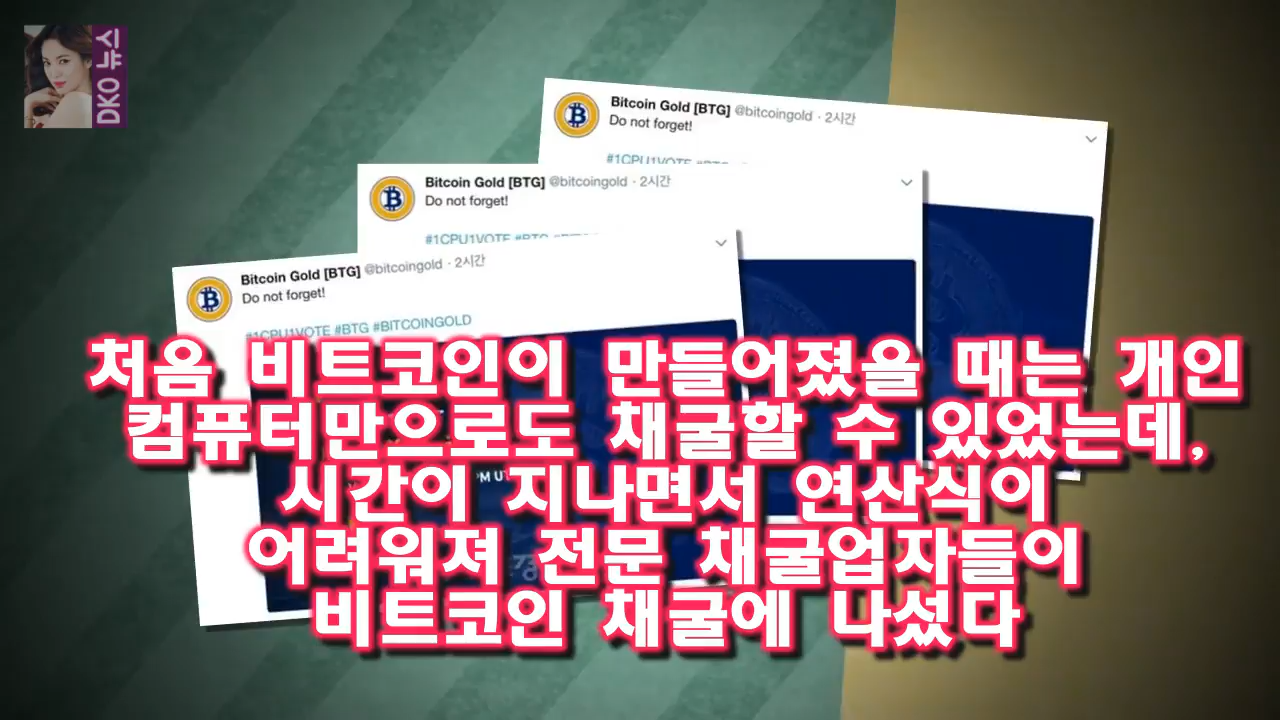 DKO 뉴스
Bitcoin Gold [BTG] @bitcoingold · 2시간
Do not forget!
#1CPU1VOTE
Bitcoin Gold [BTG] @bitcoingold · 2시간
Do not forget!
#1CPU1VOTE #BTG
Bitcoin Gold [BTG] @bitcoingold · 2시간
Do not forget!
#1CPU1VOTE #BTG #BITCOINGOLD
처음 비트코인이 만들어졌을 때는 개인
컴퓨터만으로도 채굴할 수 있었는데,
시간이 지나면서 연산식이
어려워져 전문 채굴업자들이
비트코인 채굴에 나섰다